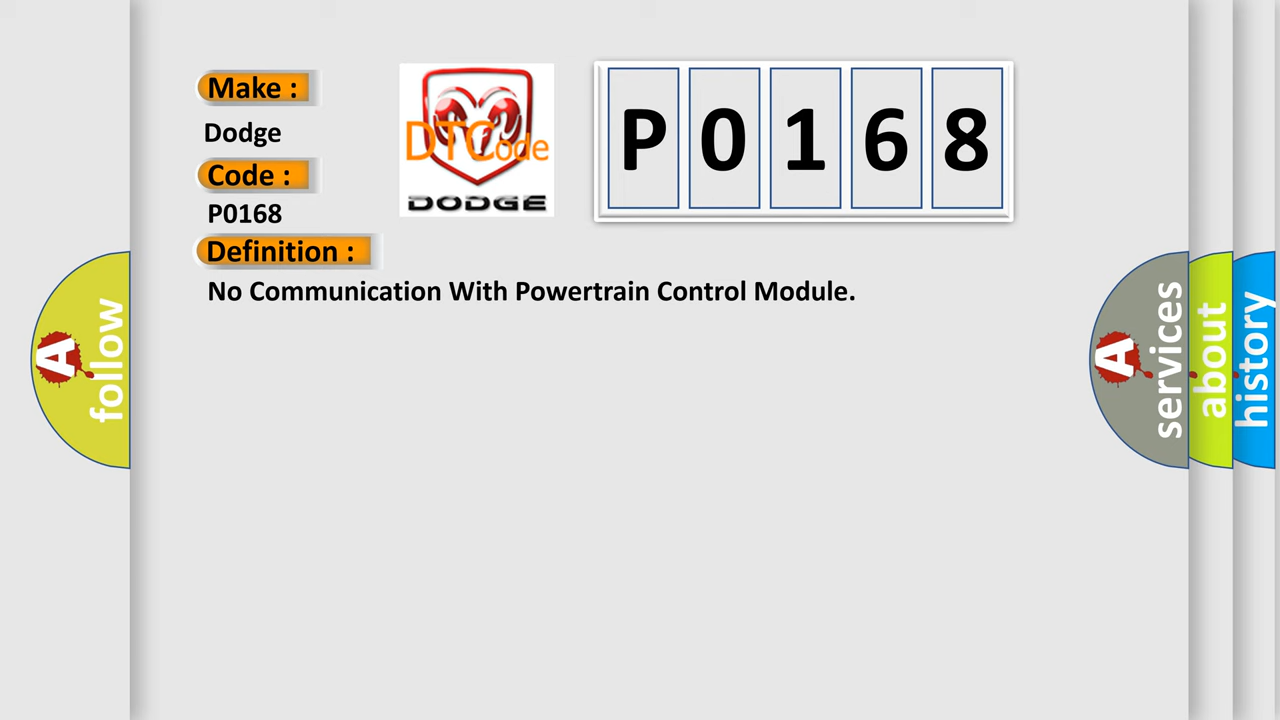 Make :
Dodge
Code :
P0168
Definition :
No Communication With Powertrain Control Module.
DTCode
DODGE
P0168
A follow
A services
about
history